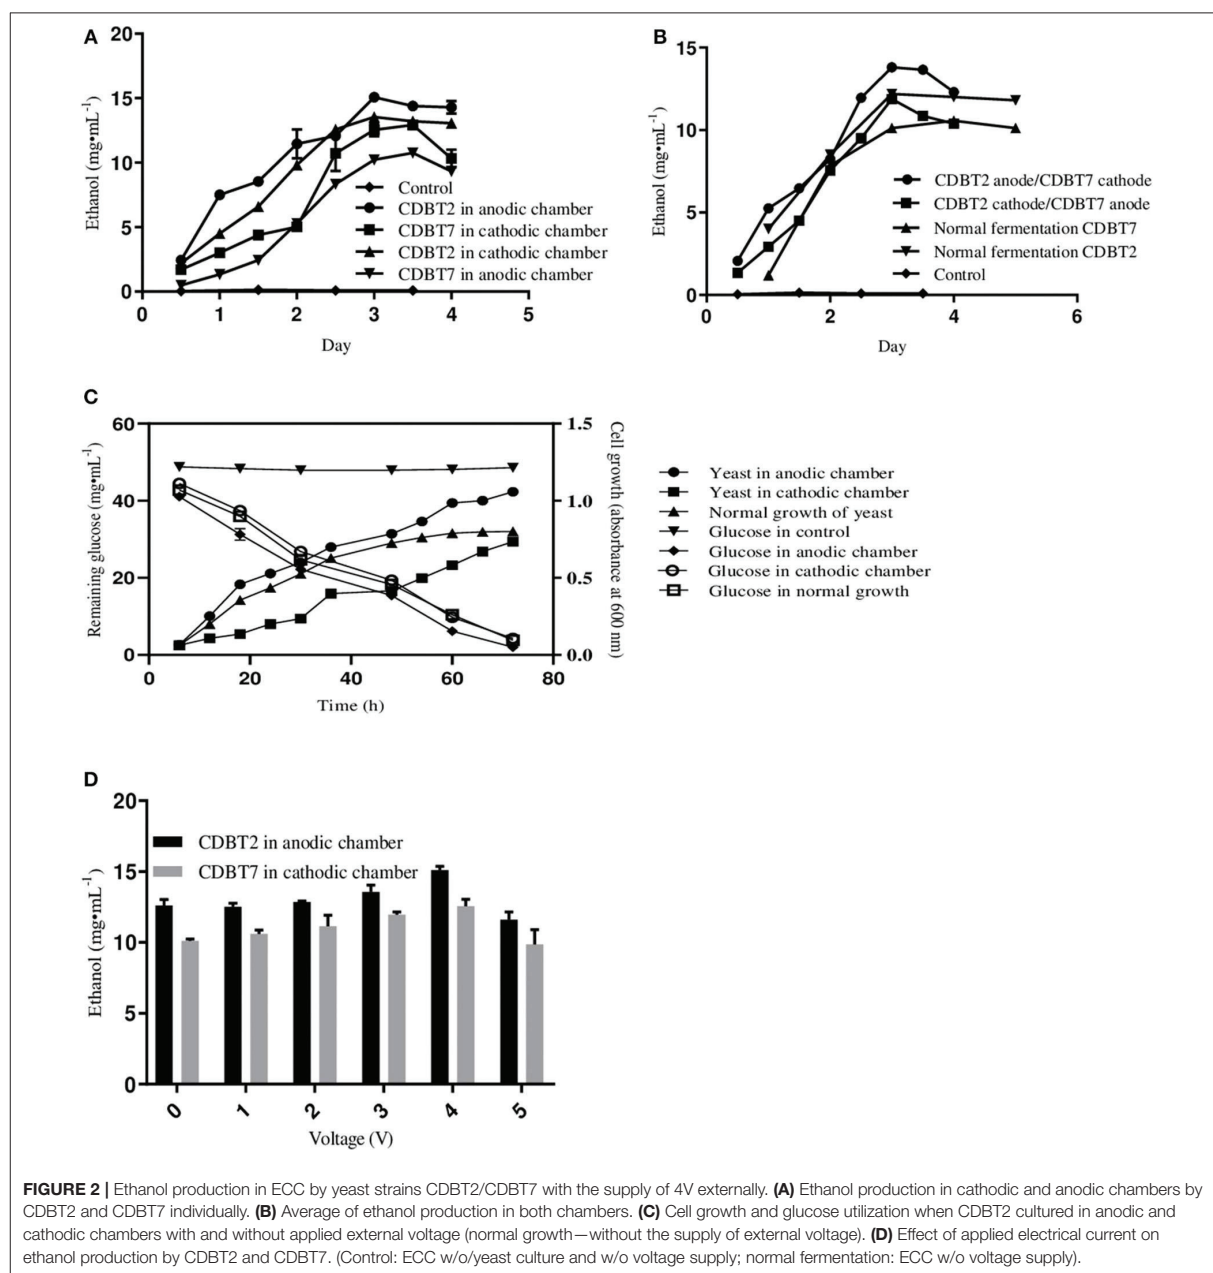 A
Ethanol (mg•mL⁻¹)
20
15
10
5
0
0 1 2 3 4 5
Day
Control
CDBT2 in anodic chamber
CDBT7 in cathodic chamber
CDBT2 in cathodic chamber
CDBT7 in anodic chamber
B
Ethanol (mg•mL⁻¹)
15
10
5
0
0 2 4 6
Day
CDBT2 anode/CDBT7 cathode
CDBT2 cathode/CDBT7 anode
Normal fermentation CDBT7
Normal fermentation CDBT2
Control
C
Remaining glucose (mg•mL⁻¹)
60
40
20
0
0 20 40 60 80
Time (h)
1.5
1.0
0.5
0.0
Cell growth (absorbance at 600 nm)
Yeast in anodic chamber
Yeast in cathodic chamber
Normal growth of yeast
Glucose in control
Glucose in anodic chamber
Glucose in cathodic chamber
Glucose in normal growth
D
Ethanol (mg•mL⁻¹)
20
15
10
5
0
CDBT2 in anodic chamber
CDBT7 in cathodic chamber
0 1 2 3 4 5
Voltage (V)
FIGURE 2 | Ethanol production in ECC by yeast strains CDBT2/CDBT7 with the supply of 4V externally. (A) Ethanol production in cathodic and anodic chambers by
CDBT2 and CDBT7 individually. (B) Average of ethanol production in both chambers. (C) Cell growth and glucose utilization when CDBT2 cultured in anodic and
cathodic chambers with and without applied external voltage (normal growth—without the supply of external voltage). (D) Effect of applied electrical current on
ethanol production by CDBT2 and CDBT7. (Control: ECC w/o/yeast culture and w/o voltage supply; normal fermentation: ECC w/o voltage supply).